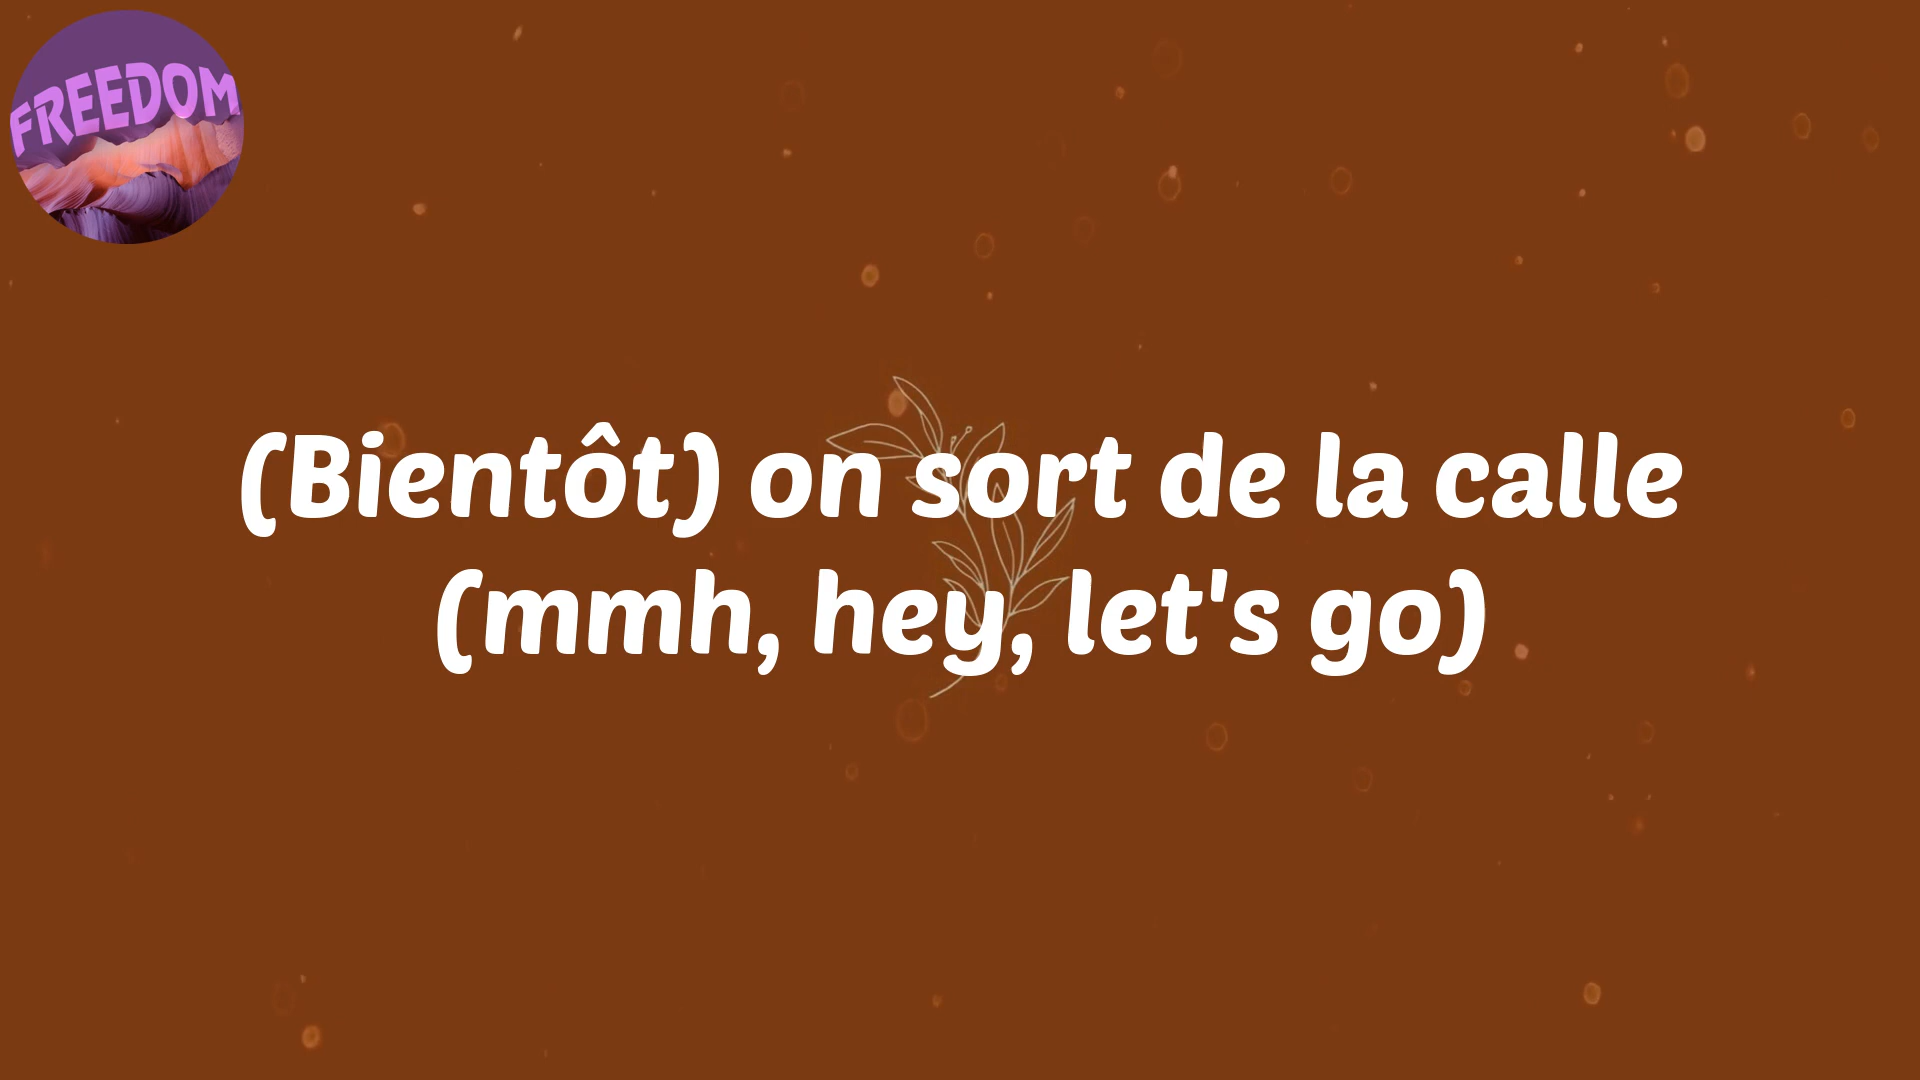 FREEDOM
(Bientôt) on sort de la calle
(mmh, hey, let's go)